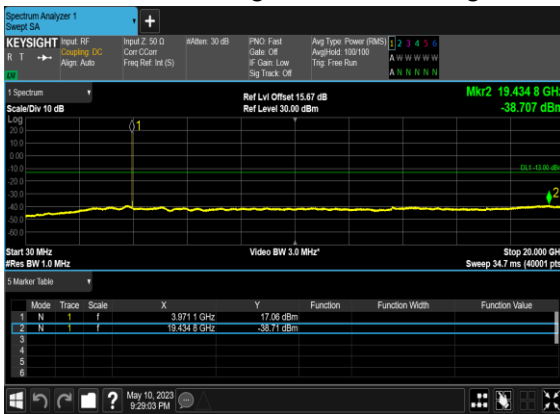 Spectrum Analyzer 1
Swept SA
+
KEYSIGHT Input: RF Input Z: 50 Ω #Atten: 30 dB PNO: Fast Avg Type: Power (RMS) 1 2 3 4 5 6
R T Coupling: DC Corr CCorr Gate: Off Avg|Hold: 100/100 A W W W W W
Align: Auto Freq Ref: Int (S) IF Gain: Low Trig: Free Run
Sig Track: Off A N N N N N
LV
1 Spectrum Ref Lvl Offset 15.67 dB Mkr2 19.434 8 GHz
Scale/Div 10 dB Ref Level 30.00 dBm -38.707 dBm
Log
20.0
10.0
0.00
-10.0
-20.0
-30.0
-40.0
-50.0
-60.0
1
DL1 -13.00 dBm
2
Start 30 MHz Video BW 3.0 MHz* Stop 20.000 GH
#Res BW 1.0 MHz Sweep 34.7 ms (40001 pts
5 Marker Table
Mode Trace Scale X Y Function Function Width Function Value
1 N 1 f 3.971 1 GHz 17.06 dBm
2 N 1 f 19.434 8 GHz -38.71 dBm
3
4
5
6
? May 10, 2023
9:29:03 PM